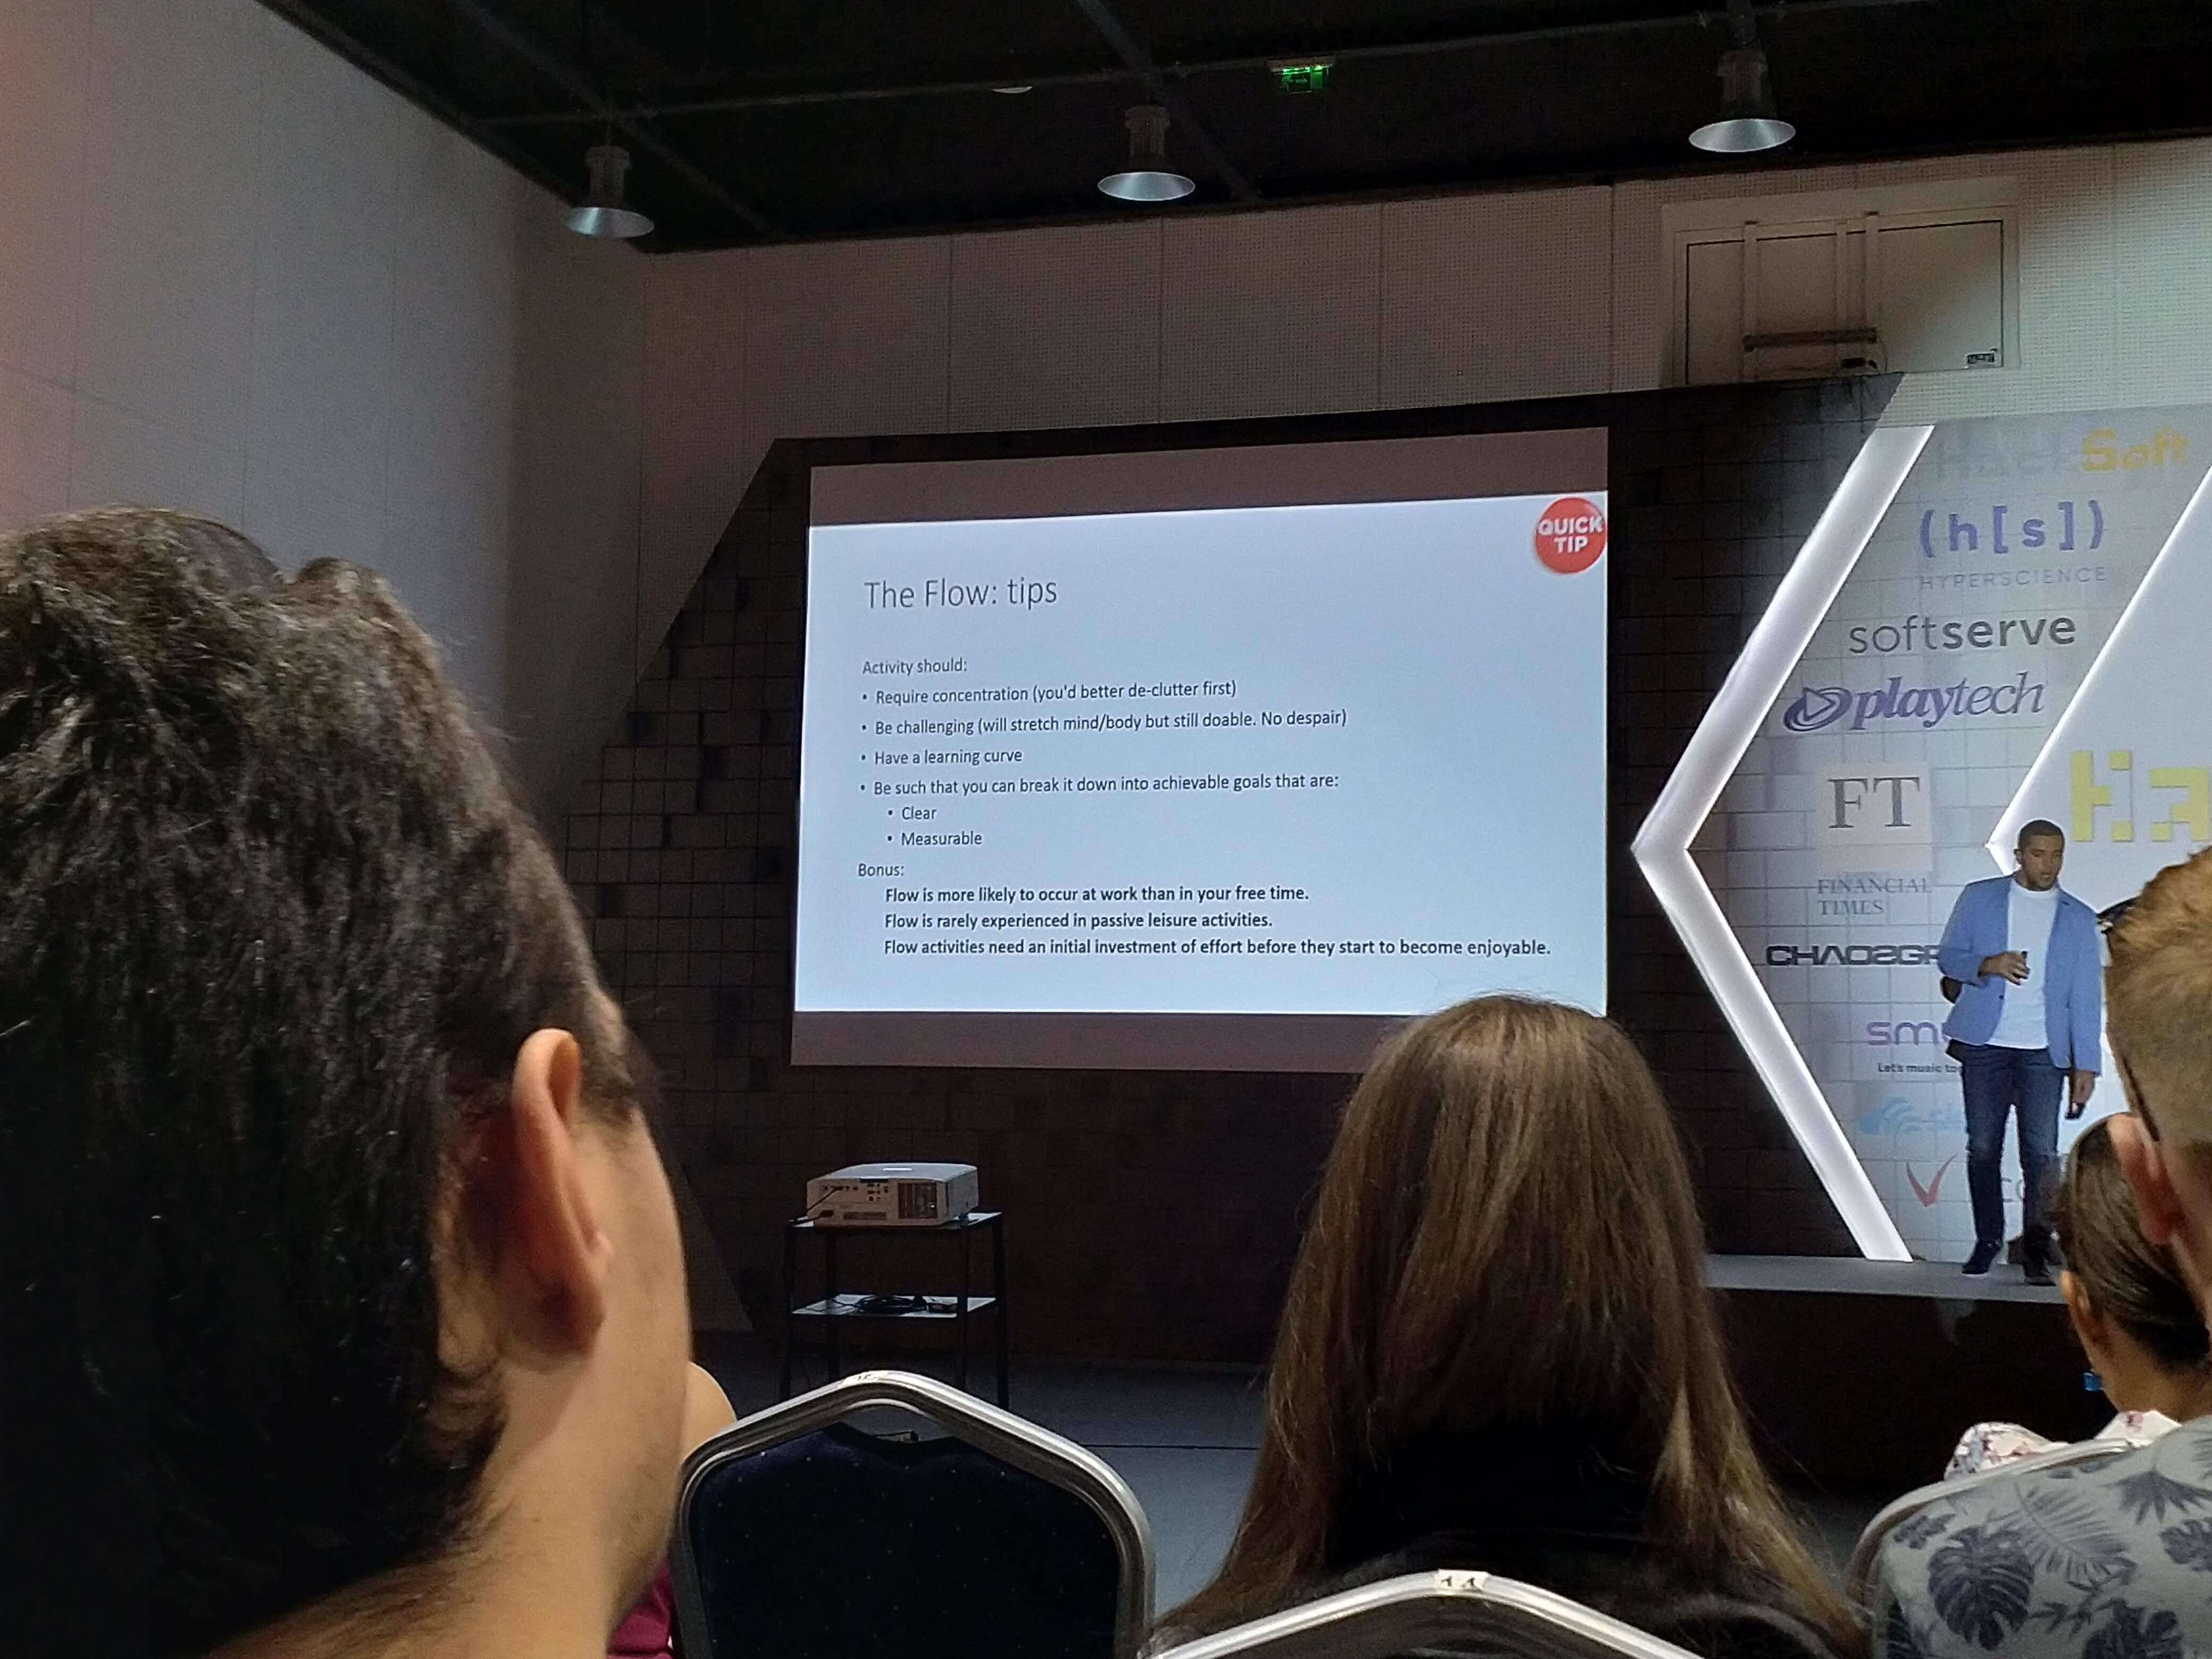 QUICK
TIP
The Flow: tips
Activity should:
• Require concentration (you'd better de-clutter first)
• Be challenging (will stretch mind/body but still doable. No despair)
• Have a learning curve
• Be such that you can break it down into achievable goals that are:
• Clear
• Measurable
Bonus:
Flow is more likely to occur at work than in your free time.
Flow is rarely experienced in passive leisure activities.
Flow activities need an initial investment of effort before they start to become enjoyable.
Soft
(h[s])
HYPERSCIENCE
softserve
playtech
FT
FINANCIAL
TIMES
CHAOSGR
Let's music